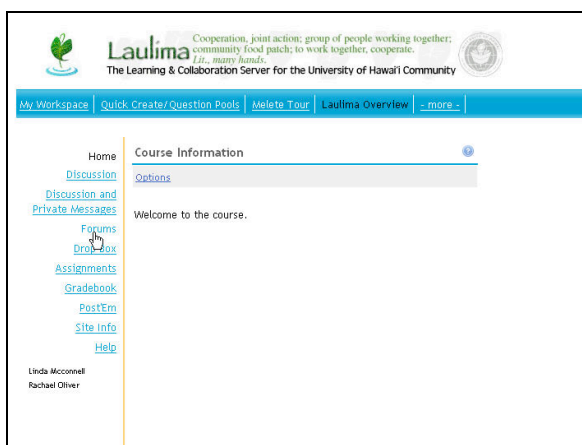 Laulima
Cooperation, joint action; group of people working together;
community food patch; to work together, cooperate.
Lit., many hands.
The Learning & Collaboration Server for the University of Hawai'i Community
My Workspace Quick Create/Question Pools Melete Tour Laulima Overview - more -
Home
Discussion
Discussion and
Private Messages
Forums
Drop Box
Assignments
Gradebook
Post'Em
Site Info
Help
Linda Mcconnell
Rachael Oliver
Course Information
Options
Welcome to the course.